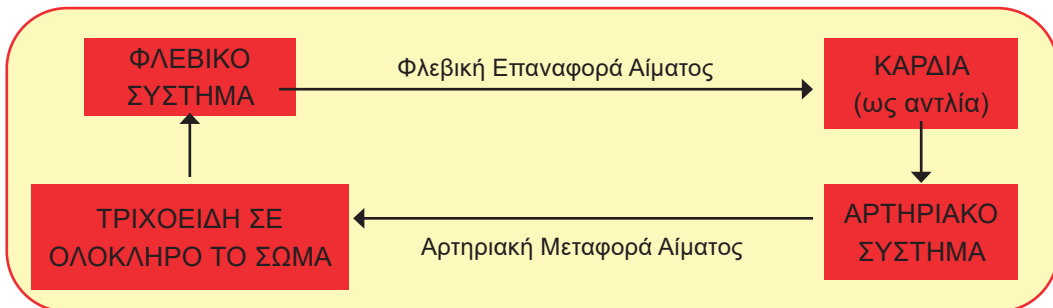 ΦΛΕΒΙΚΟ
ΣΥΣΤΗΜΑ
Φλεβική Επαναφορά Αίματος
ΚΑΡΔΙΑ
(ως αντλία)
ΤΡΙΧΟΕΙΔΗ ΣΕ
ΟΛΟΚΛΗΡΟ ΤΟ ΣΩΜΑ
Αρτηριακή Μεταφορά Αίματος
ΑΡΤΗΡΙΑΚΟ
ΣΥΣΤΗΜΑ